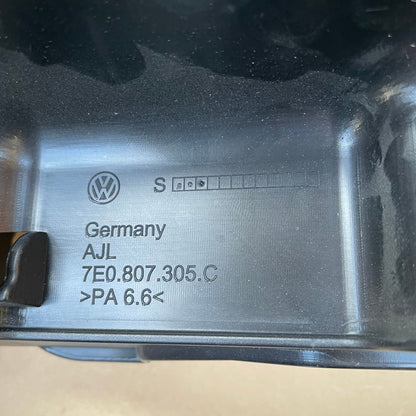 S
Germany
AJL
7E0.807.305.C
>PA 6.6<